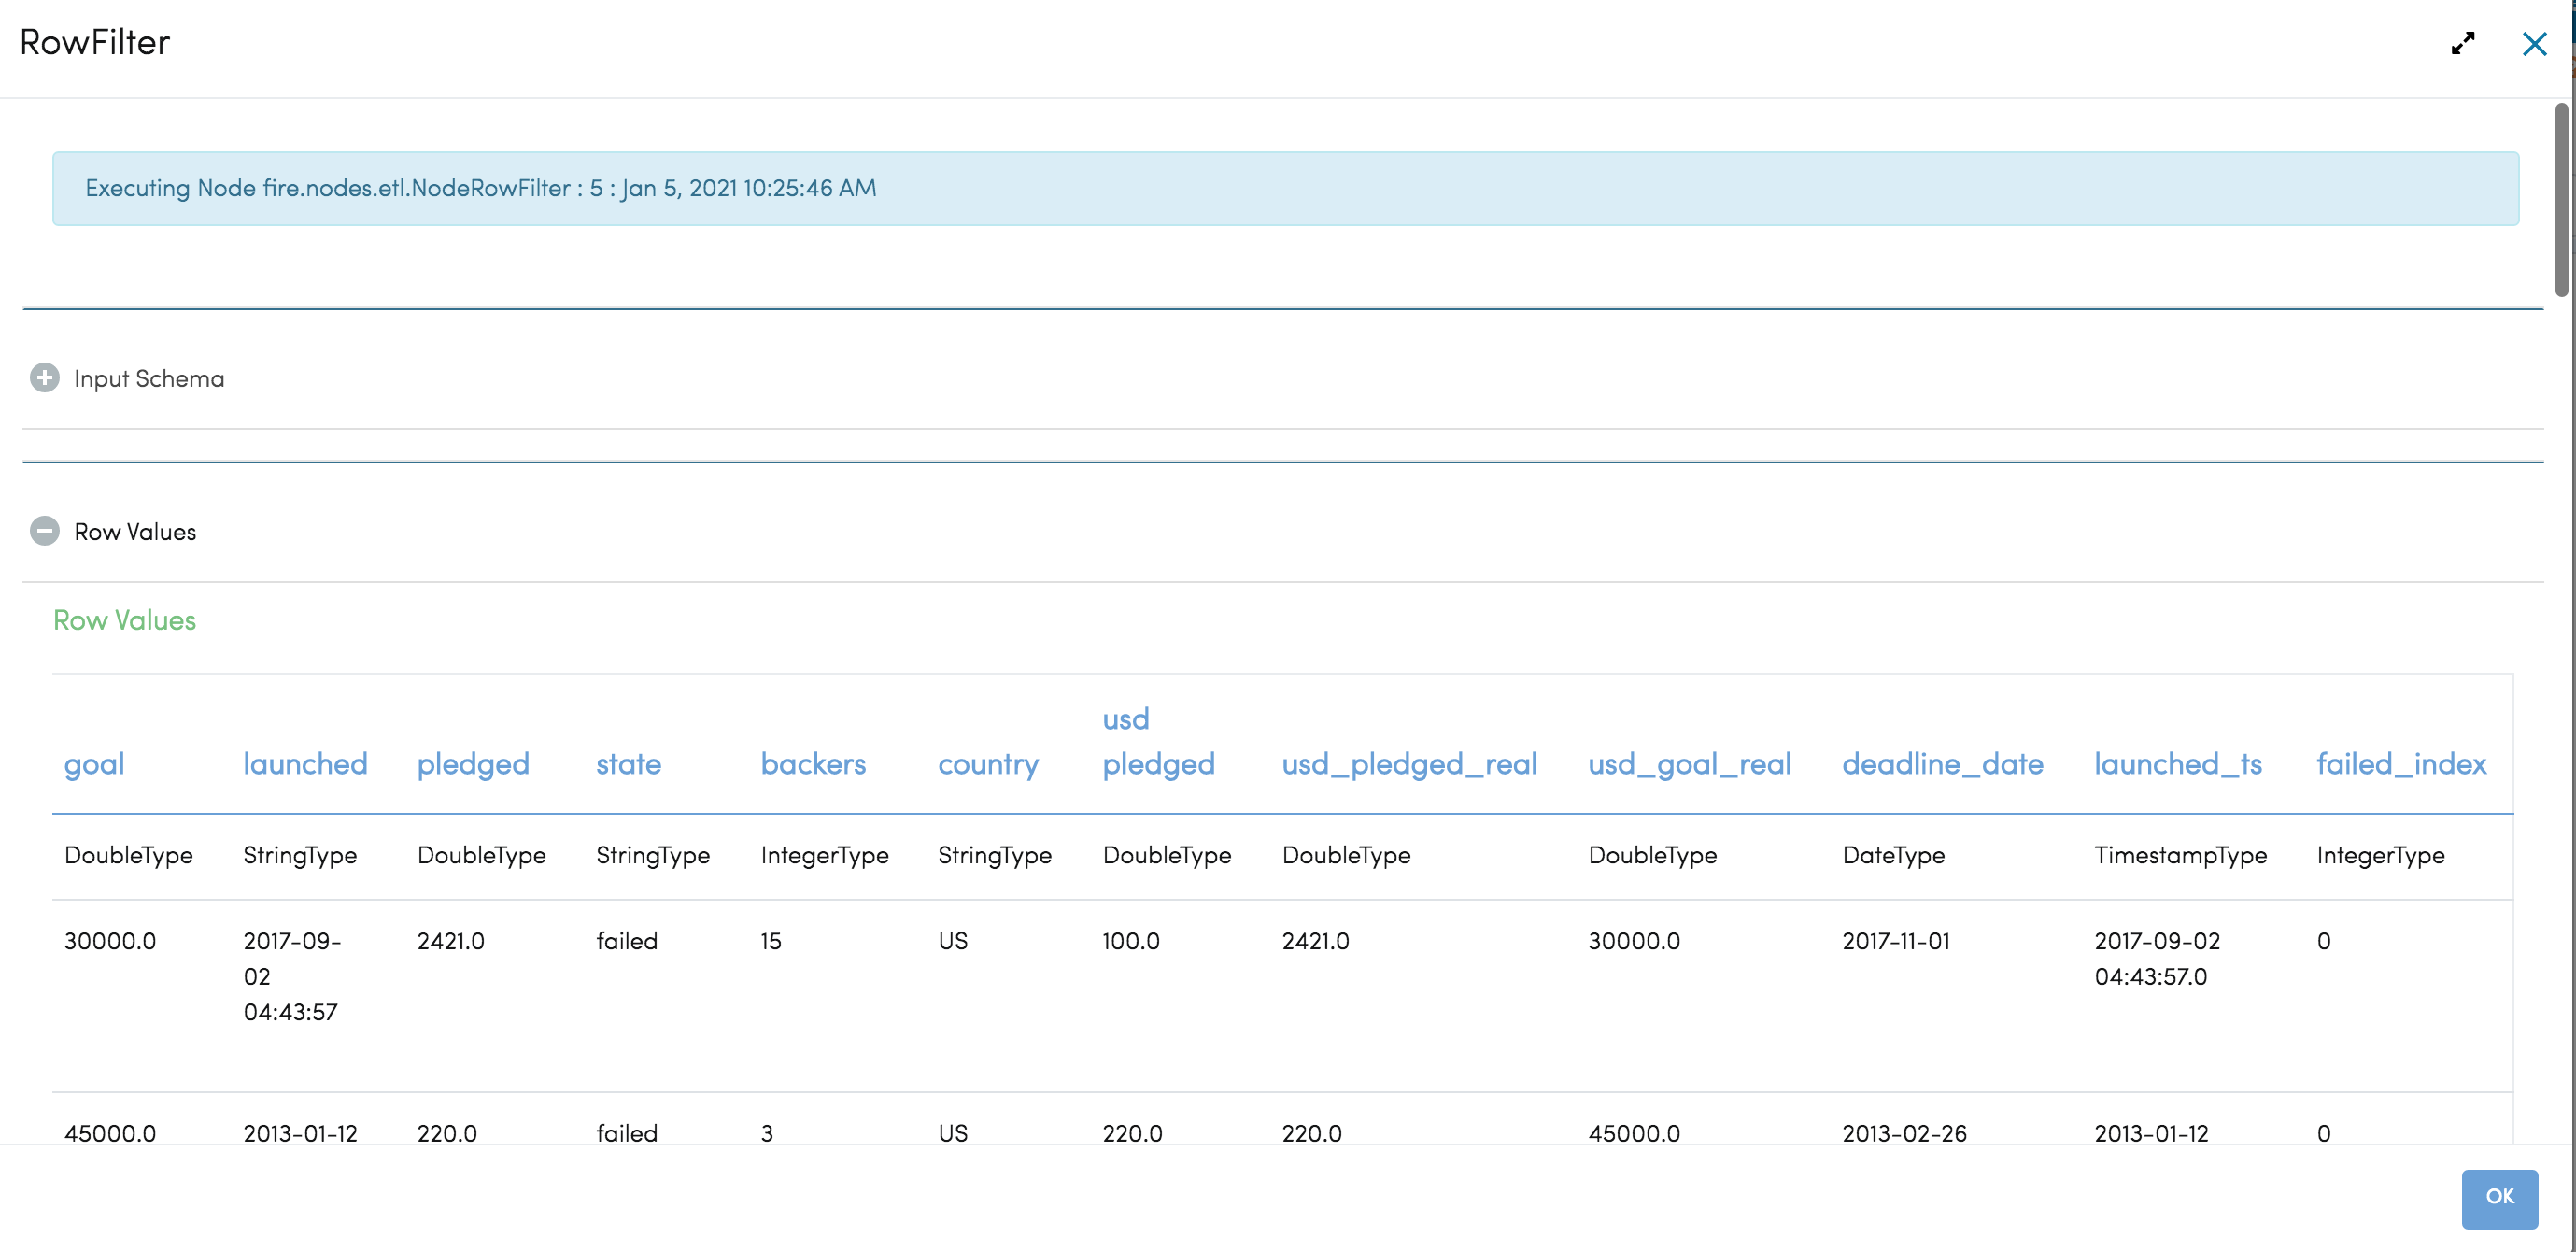 RowFilter
Executing Node fire.nodes.etl.NodeRowFilter : 5 : Jan 5, 2021 10:25:46 AM
Input Schema
Row Values
Row Values
goal launched pledged state backers country usd pledged usd_pledged_real usd_goal_real deadline_date launched_ts failed_index
DoubleType StringType DoubleType StringType IntegerType StringType DoubleType DoubleType DoubleType DateType TimestampType IntegerType
30000.0 2017-09- 2421.0 failed 15 US 100.0 2421.0 30000.0 2017-11-01 2017-09-02 0
02 04:43:57.0
04:43:57
45000.0 2013-01-12 220.0 failed 3 US 220.0 220.0 45000.0 2013-02-26 2013-01-12 0
OK